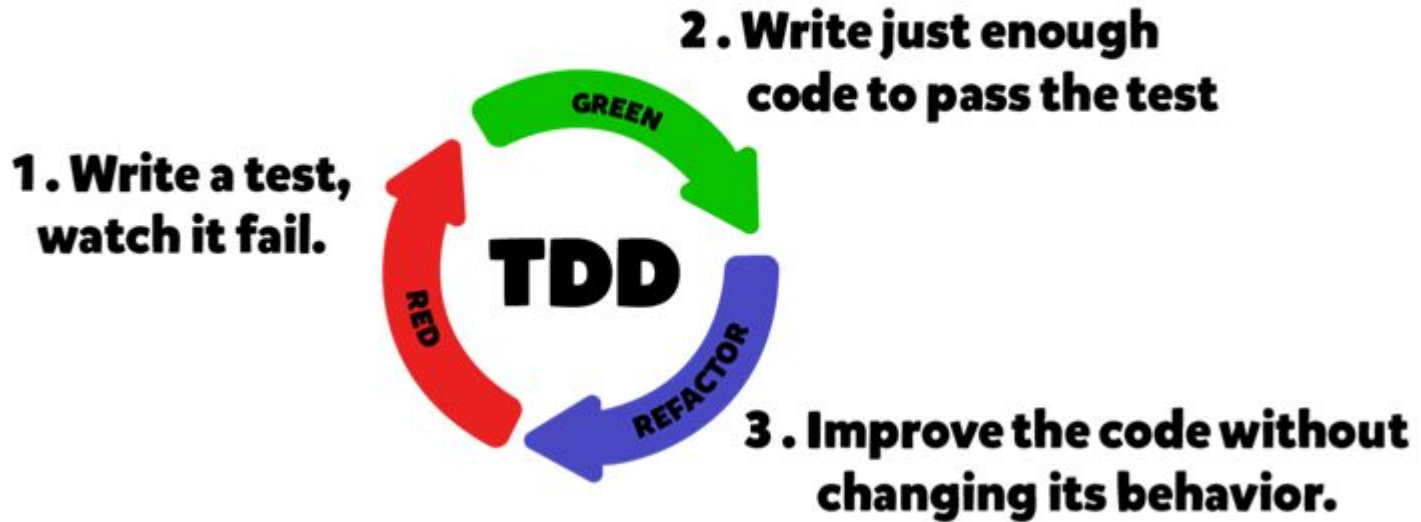 1. Write a test,
watch it fail.
RED
GREEN
2. Write just enough
code to pass the test
TDD
REFACTOR
3. Improve the code without
changing its behavior.